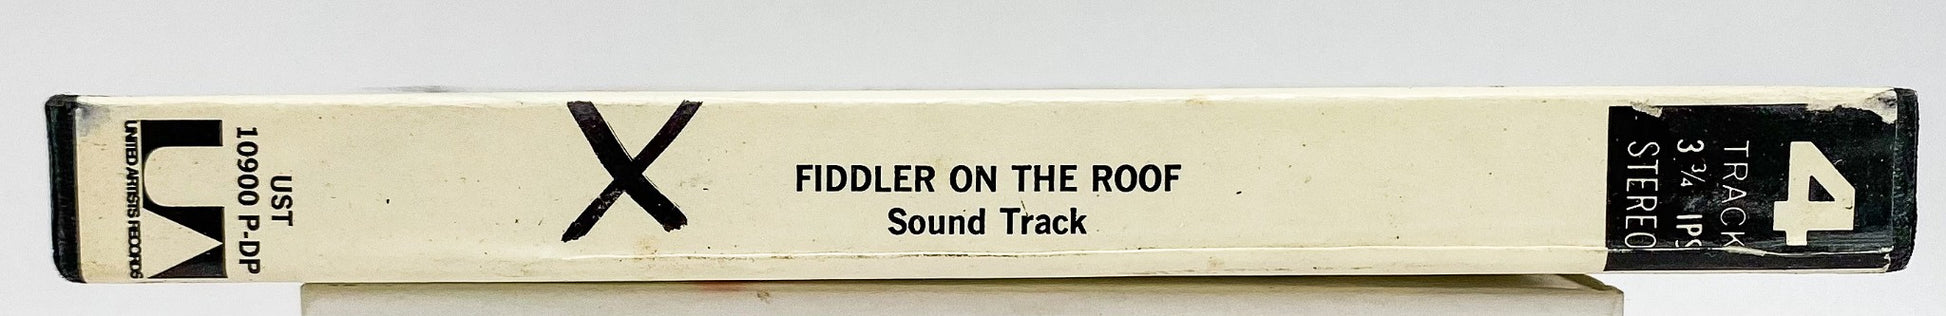 UA
UNITED ARTISTS RECORDS
UST
10900 P-DP
X
FIDDLER ON THE ROOF
Sound Track
4
TRACK
3 3/4 IPS
STEREO